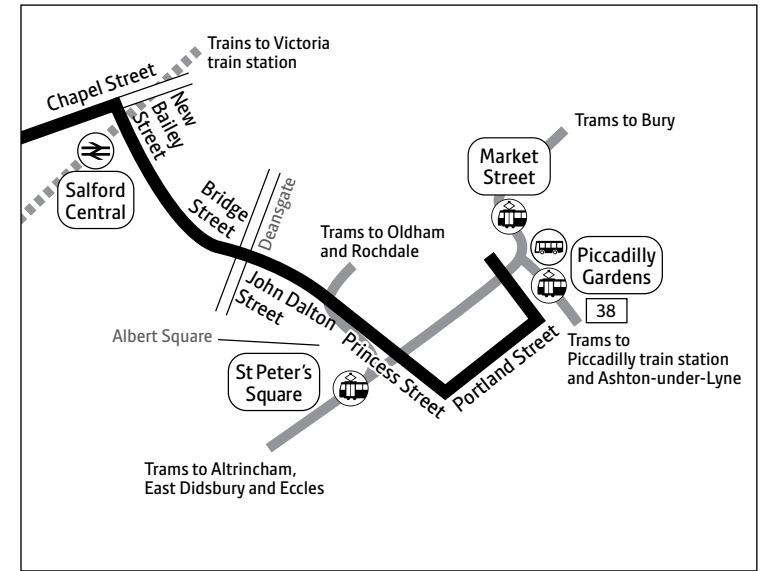 Trains to Victoria
train station
Chapel Street
New
Bailey
Street
Trams to Bury
Market
Street
Salford
Central
Bridge
Street
Deansgate
Trams to Oldham
and Rochdale
Piccadilly
Gardens
38
John Dalton
Street
Albert Square
Princess Street
Portland Street
Trams to
Piccadilly train station
and Ashton-under-Lyne
St Peter's
Square
Trams to Altrincham,
East Didsbury and Eccles